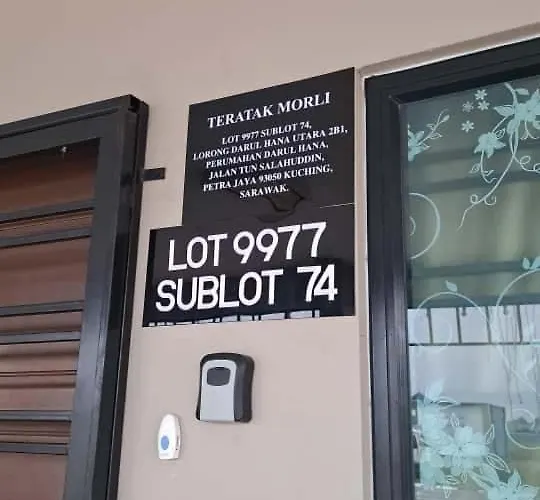 TERATAK MORLI
LOT 9977 SUBLOT 74,
LORONG DARUL HANA UTARA 2B1,
PERUMAHAN DARUL HANA,
JALAN TUN SALAHUDDIN,
PETRA JAYA 93050 KUCHING,
SARAWAK.
LOT 9977
SUBLOT 74